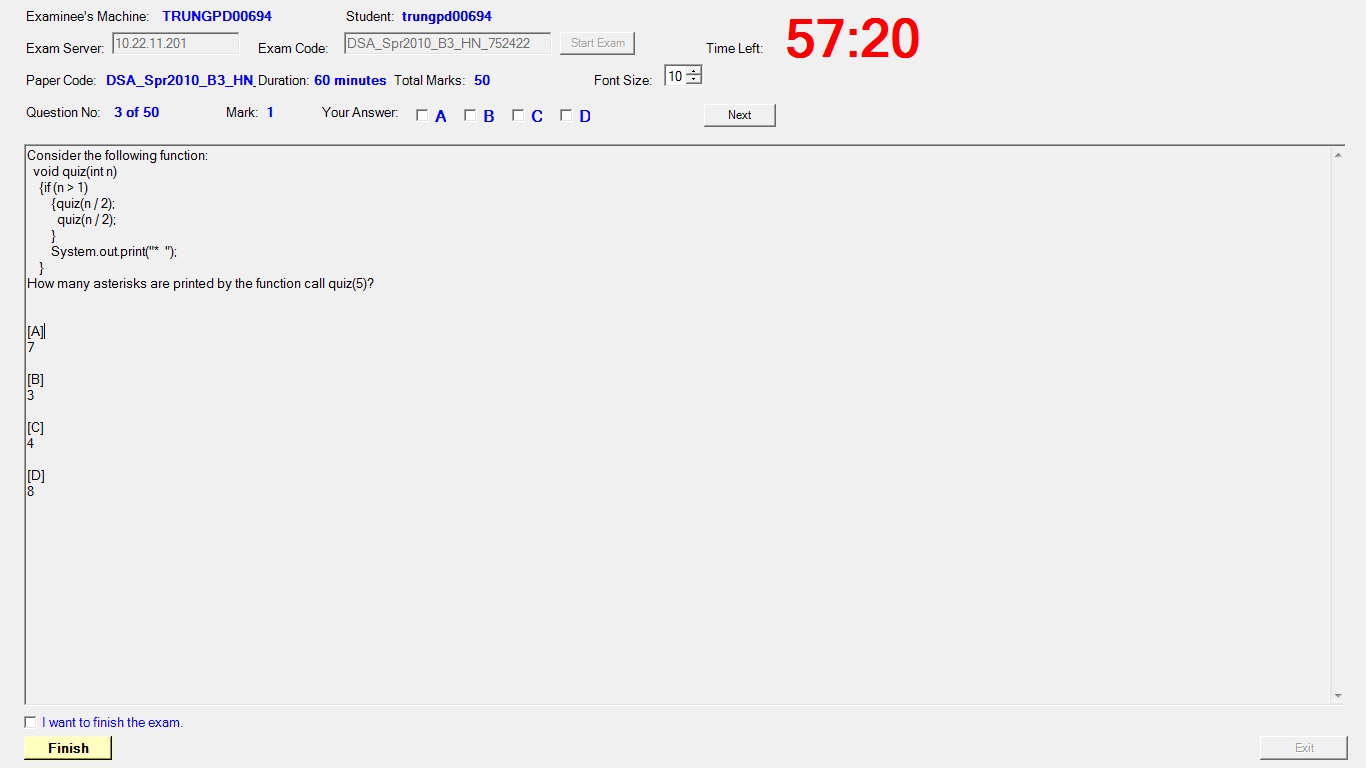 Examinee's Machine: TRUNGPD00694 Student: trungpd00694
Exam Server: 10.22.11.201 Exam Code: DSA_Spr2010_B3_HN_752422 Start Exam Time Left: 57:20
Paper Code: DSA_Spr2010_B3_HN_ Duration: 60 minutes Total Marks: 50 Font Size: 10
Question No: 3 of 50 Mark: 1 Your Answer: A B C D Next
Consider the following function:
void quiz(int n)
{if (n > 1)
{quiz(n / 2);
quiz(n / 2);
}
System.out.print("* ");
}
How many asterisks are printed by the function call quiz(5)?
[A]
7
[B]
3
[C]
4
[D]
8
I want to finish the exam.
Finish Exit